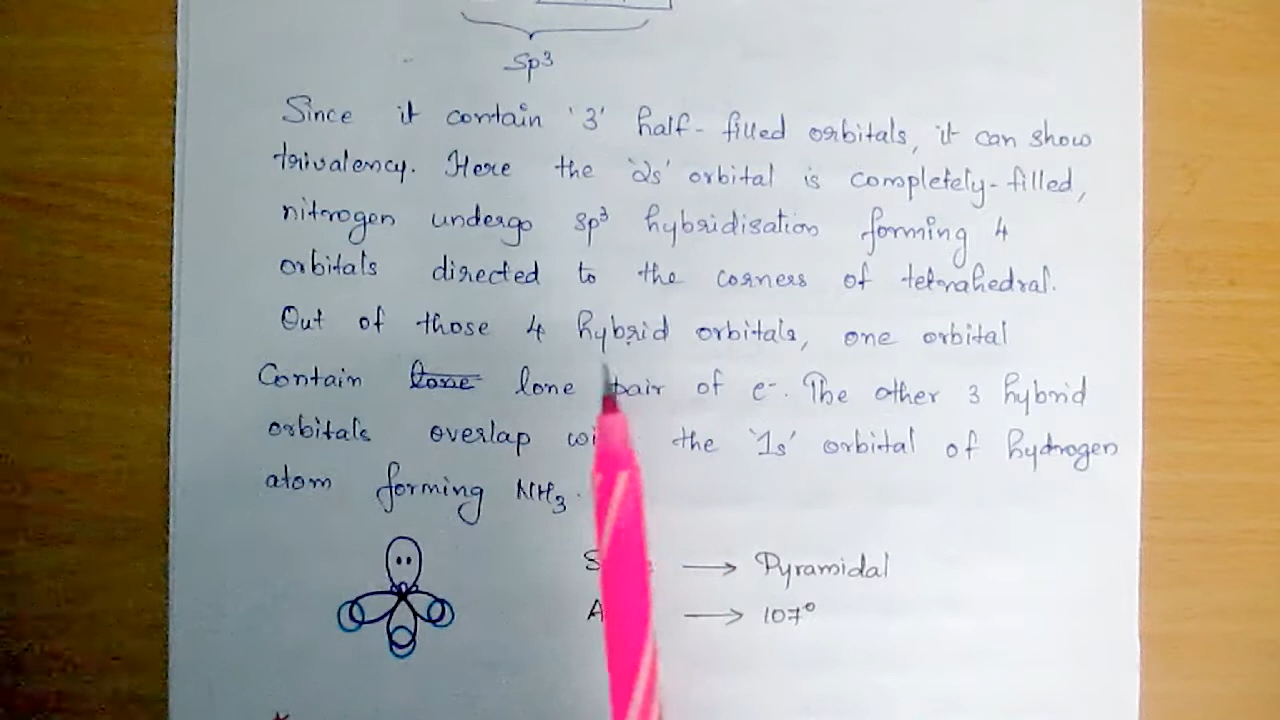 Sp³
Since it contain '3' half-filled orbitals, it can show
trivalency. Here the '2s' orbital is completely-filled,
nitrogen undergo sp³ hybridisation forming 4
orbitals directed to the corners of tetrahedral.
Out of those 4 hybrid orbitals, one orbital
Contain lone lone pair of e-. The other 3 hybrid
orbitals overlap the '1s' orbital of hydrogen
atom forming NH₃.
→ Pyramidal
→ 107°